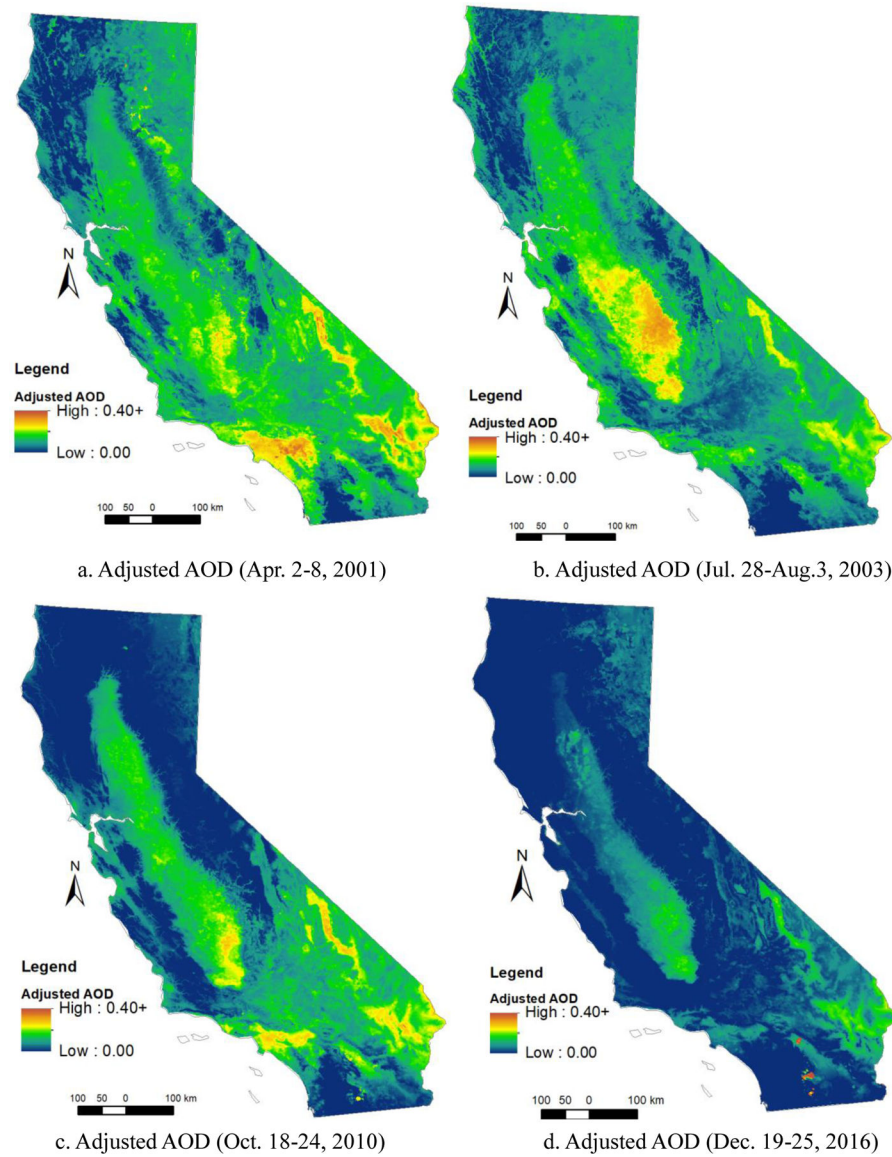 N
Legend
Adjusted AOD
High : 0.40+
Low : 0.00
100 50 0 100 km
a. Adjusted AOD (Apr. 2-8, 2001)
N
Legend
Adjusted AOD
High : 0.40+
Low : 0.00
100 50 0 100 km
b. Adjusted AOD (Jul. 28-Aug.3, 2003)
N
Legend
Adjusted AOD
High : 0.40+
Low : 0.00
100 50 0 100 km
c. Adjusted AOD (Oct. 18-24, 2010)
N
Legend
Adjusted AOD
High : 0.40+
Low : 0.00
100 50 0 100 km
d. Adjusted AOD (Dec. 19-25, 2016)